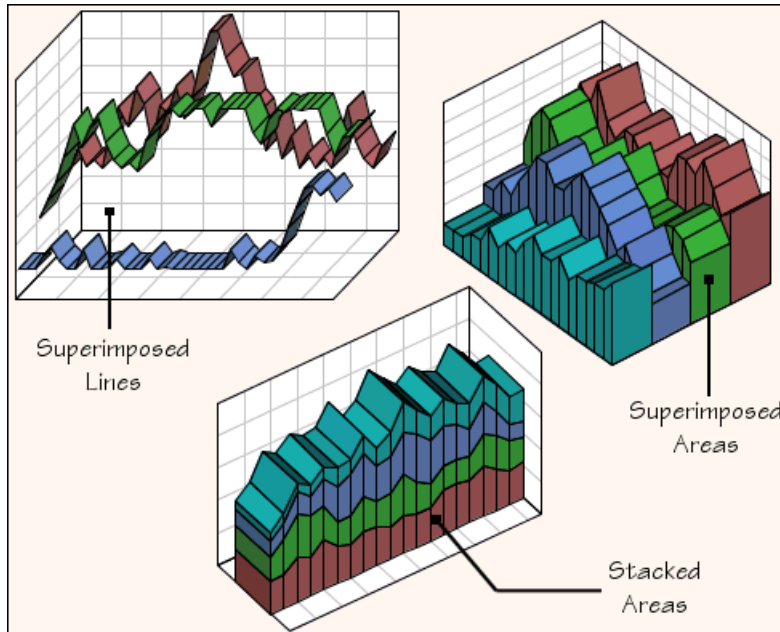 Superimposed
Lines
Superimposed
Areas
Stacked
Areas